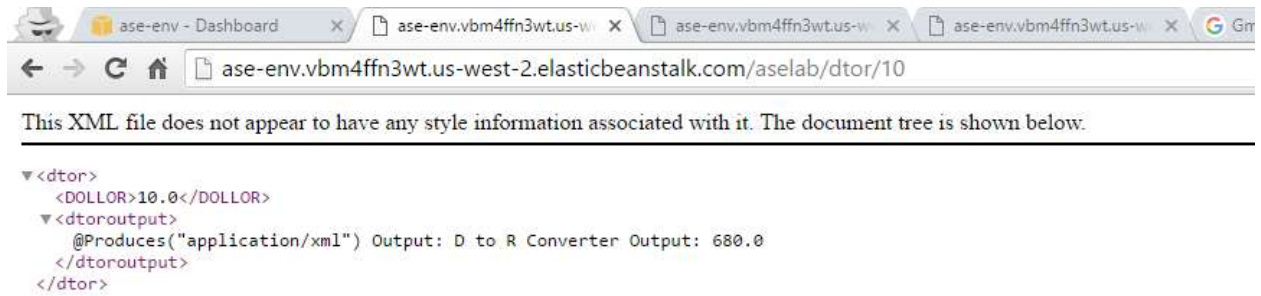 ase-env - Dashboard
ase-env.vbm4ffn3wt.us-w
ase-env.vbm4ffn3wt.us-w
ase-env.vbm4ffn3wt.us-w
G Gm
ase-env.vbm4ffn3wt.us-west-2.elasticbeanstalk.com/aselab/dtor/10
This XML file does not appear to have any style information associated with it. The document tree is shown below.
▼<dtor>
<DOLLOR>10.0</DOLLOR>
▼<dtoroutput>
@Produces("application/xml") Output: D to R Converter Output: 680.0
</dtoroutput>
</dtor>